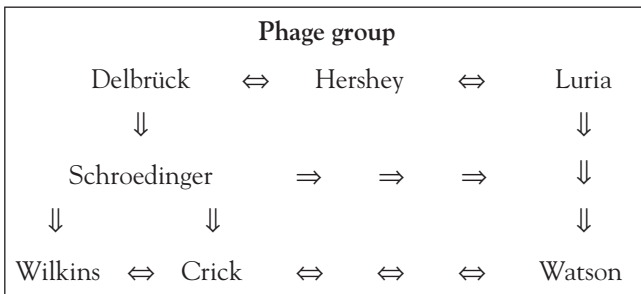 Phage group
Delbrück ⇔ Hershey ⇔ Luria
⇓ ⇓
Schroedinger ⇒ ⇒ ⇒ ⇓
⇓ ⇓ ⇓
Wilkins ⇔ Crick ⇔ ⇔ ⇔ Watson